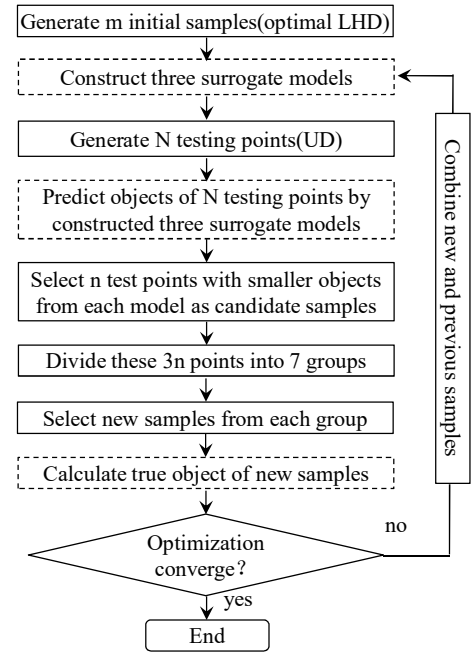 Generate m initial samples(optimal LHD)
Construct three surrogate models
Generate N testing points(UD)
Predict objects of N testing points by
constructed three surrogate models
Select n test points with smaller objects
from each model as candidate samples
Divide these 3n points into 7 groups
Select new samples from each group
Calculate true object of new samples
Optimization
converge?
no
yes
End
Combine new and previous samples